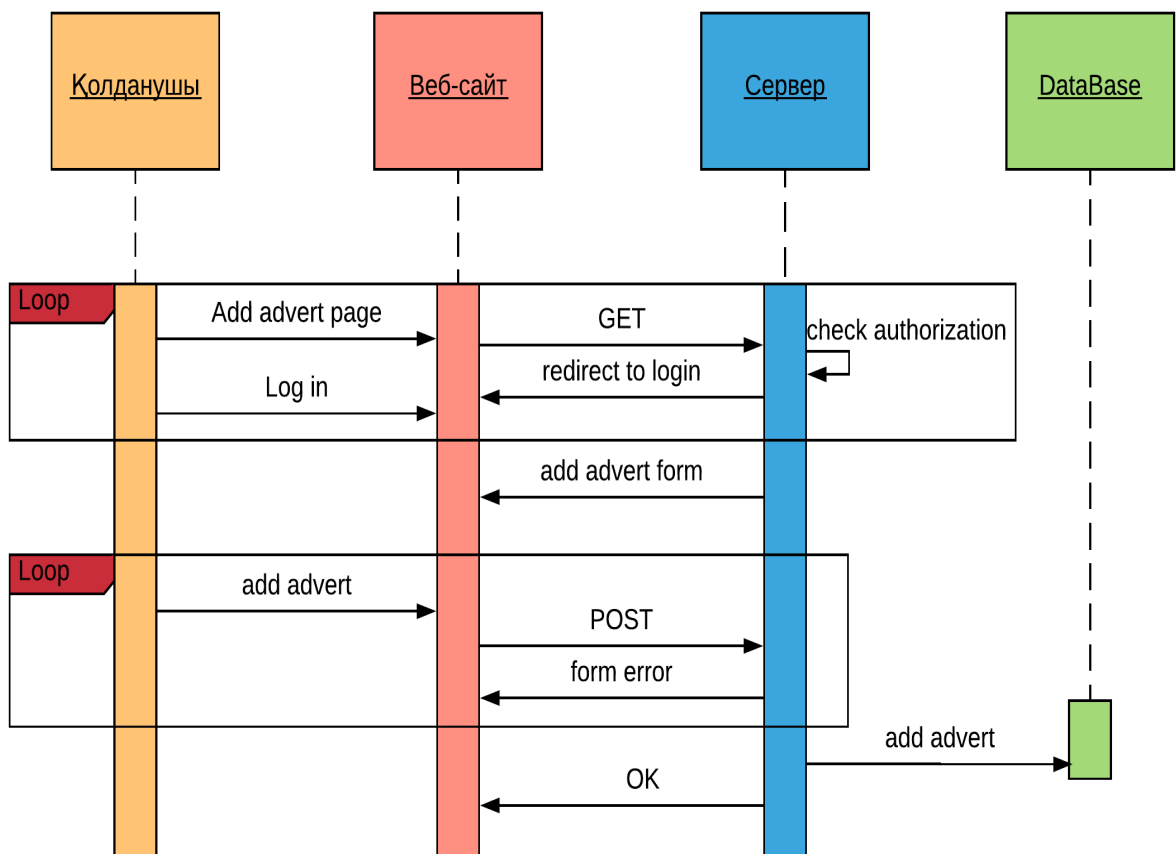 Қолданушы
Веб-сайт
Сервер
DataBase
Loop
Add advert page
GET
check authorization
redirect to login
Log in
add advert form
Loop
add advert
POST
form error
add advert
OK